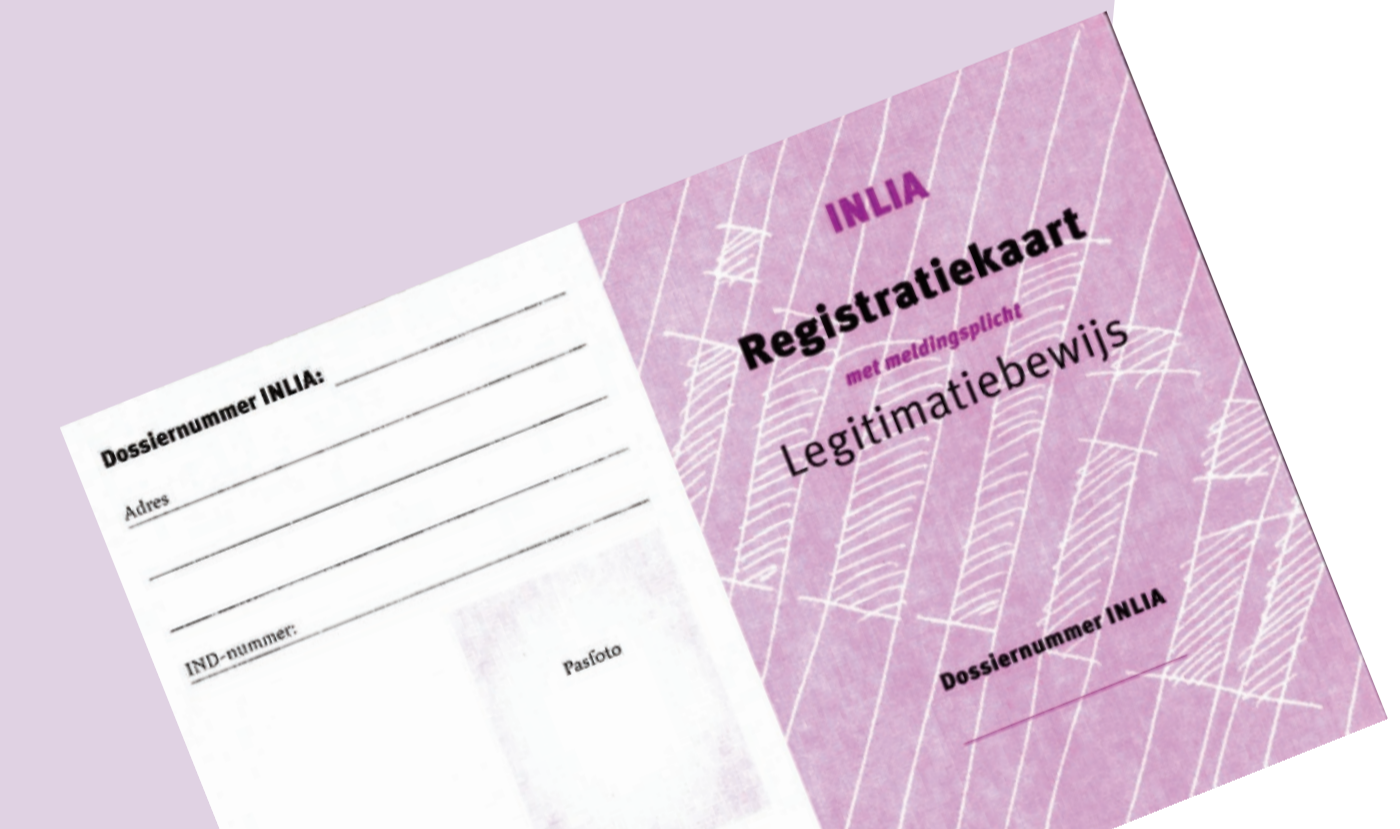 Dossiernummer INLIA:
Adres
IND-nummer:
Pasfoto
INLIA
Registratiekaart
met meldingsplicht
Legitimatiebewijs
Dossiernummer INLIA